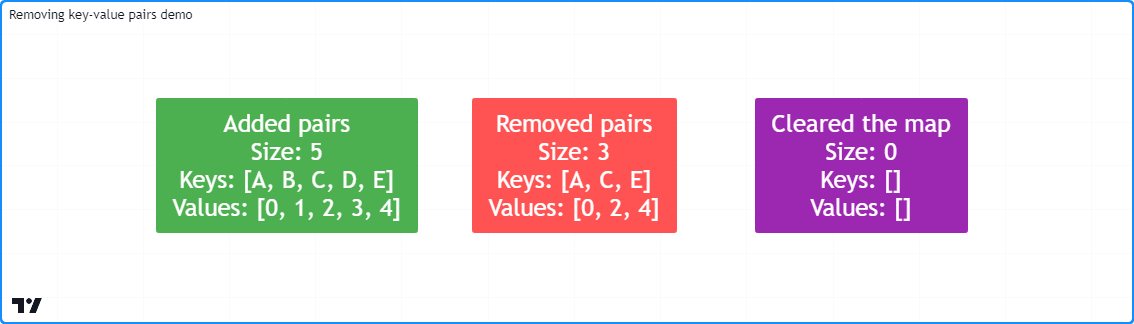 Removing key-value pairs demo
Added pairs
Size: 5
Keys: [A, B, C, D, E]
Values: [0, 1, 2, 3, 4]
Removed pairs
Size: 3
Keys: [A, C, E]
Values: [0, 2, 4]
Cleared the map
Size: 0
Keys: []
Values: []